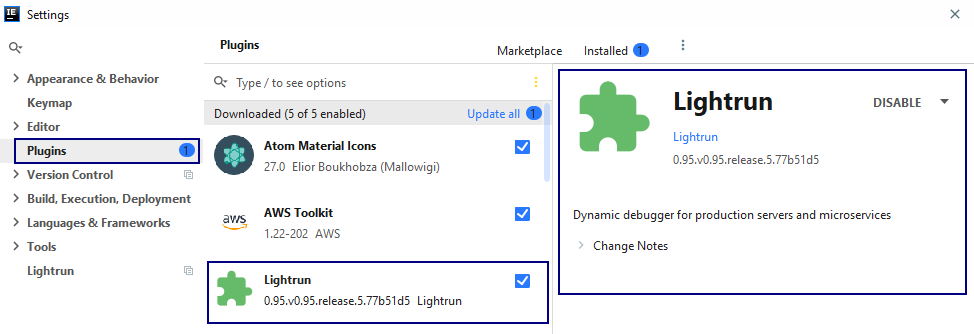 IE
Settings
Plugins
Marketplace
Installed 1
Appearance & Behavior
Keymap
Editor
Plugins 1
Version Control
Build, Execution, Deployment
Languages & Frameworks
Tools
Lightrun
Type / to see options
Downloaded (5 of 5 enabled) Update all 1
Atom Material Icons
27.0 Elior Boukhobza (Mallowigi)
aws
AWS Toolkit
1.22-202 AWS
Lightrun
0.95.v0.95.release.5.77b51d5 Lightrun
Lightrun DISABLE
Lightrun
0.95.v0.95.release.5.77b51d5
Dynamic debugger for production servers and microservices
Change Notes